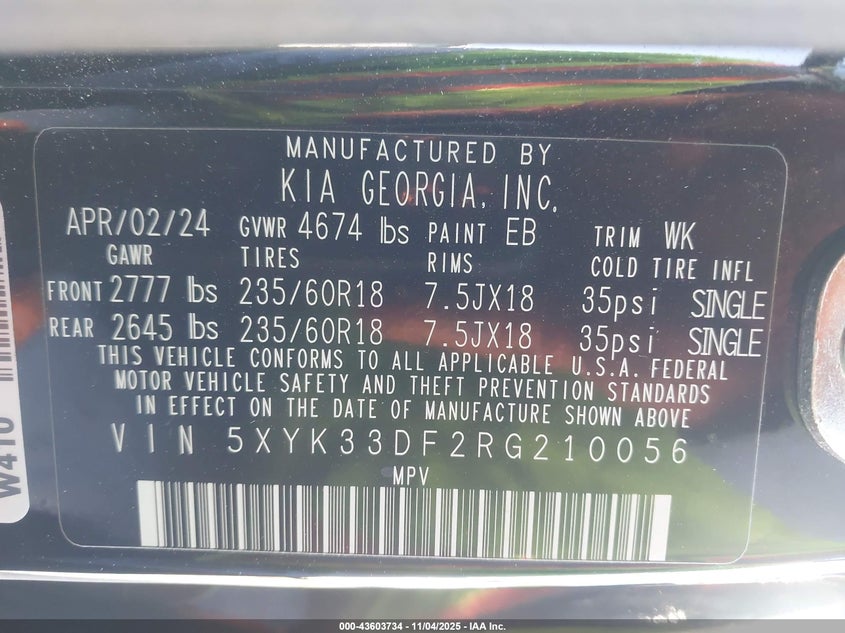 MANUFACTURED BY
KIA GEORGIA, INC.
APR/02/24 GVWR 4674 lbs PAINT EB TRIM WK
GAWR TIRES RIMS COLD TIRE INFL
FRONT 2777 lbs 235/60R18 7.5JX18 35psi SINGLE
REAR 2645 lbs 235/60R18 7.5JX18 35psi SINGLE
THIS VEHICLE CONFORMS TO ALL APPLICABLE U.S.A. FEDERAL
MOTOR VEHICLE SAFETY AND THEFT PREVENTION STANDARDS
IN EFFECT ON THE DATE OF MANUFACTURE SHOWN ABOVE
VIN 5XYK33DF2RG210056
MPV
W410
000-43603734 - 11/04/2025 - IAA Inc.